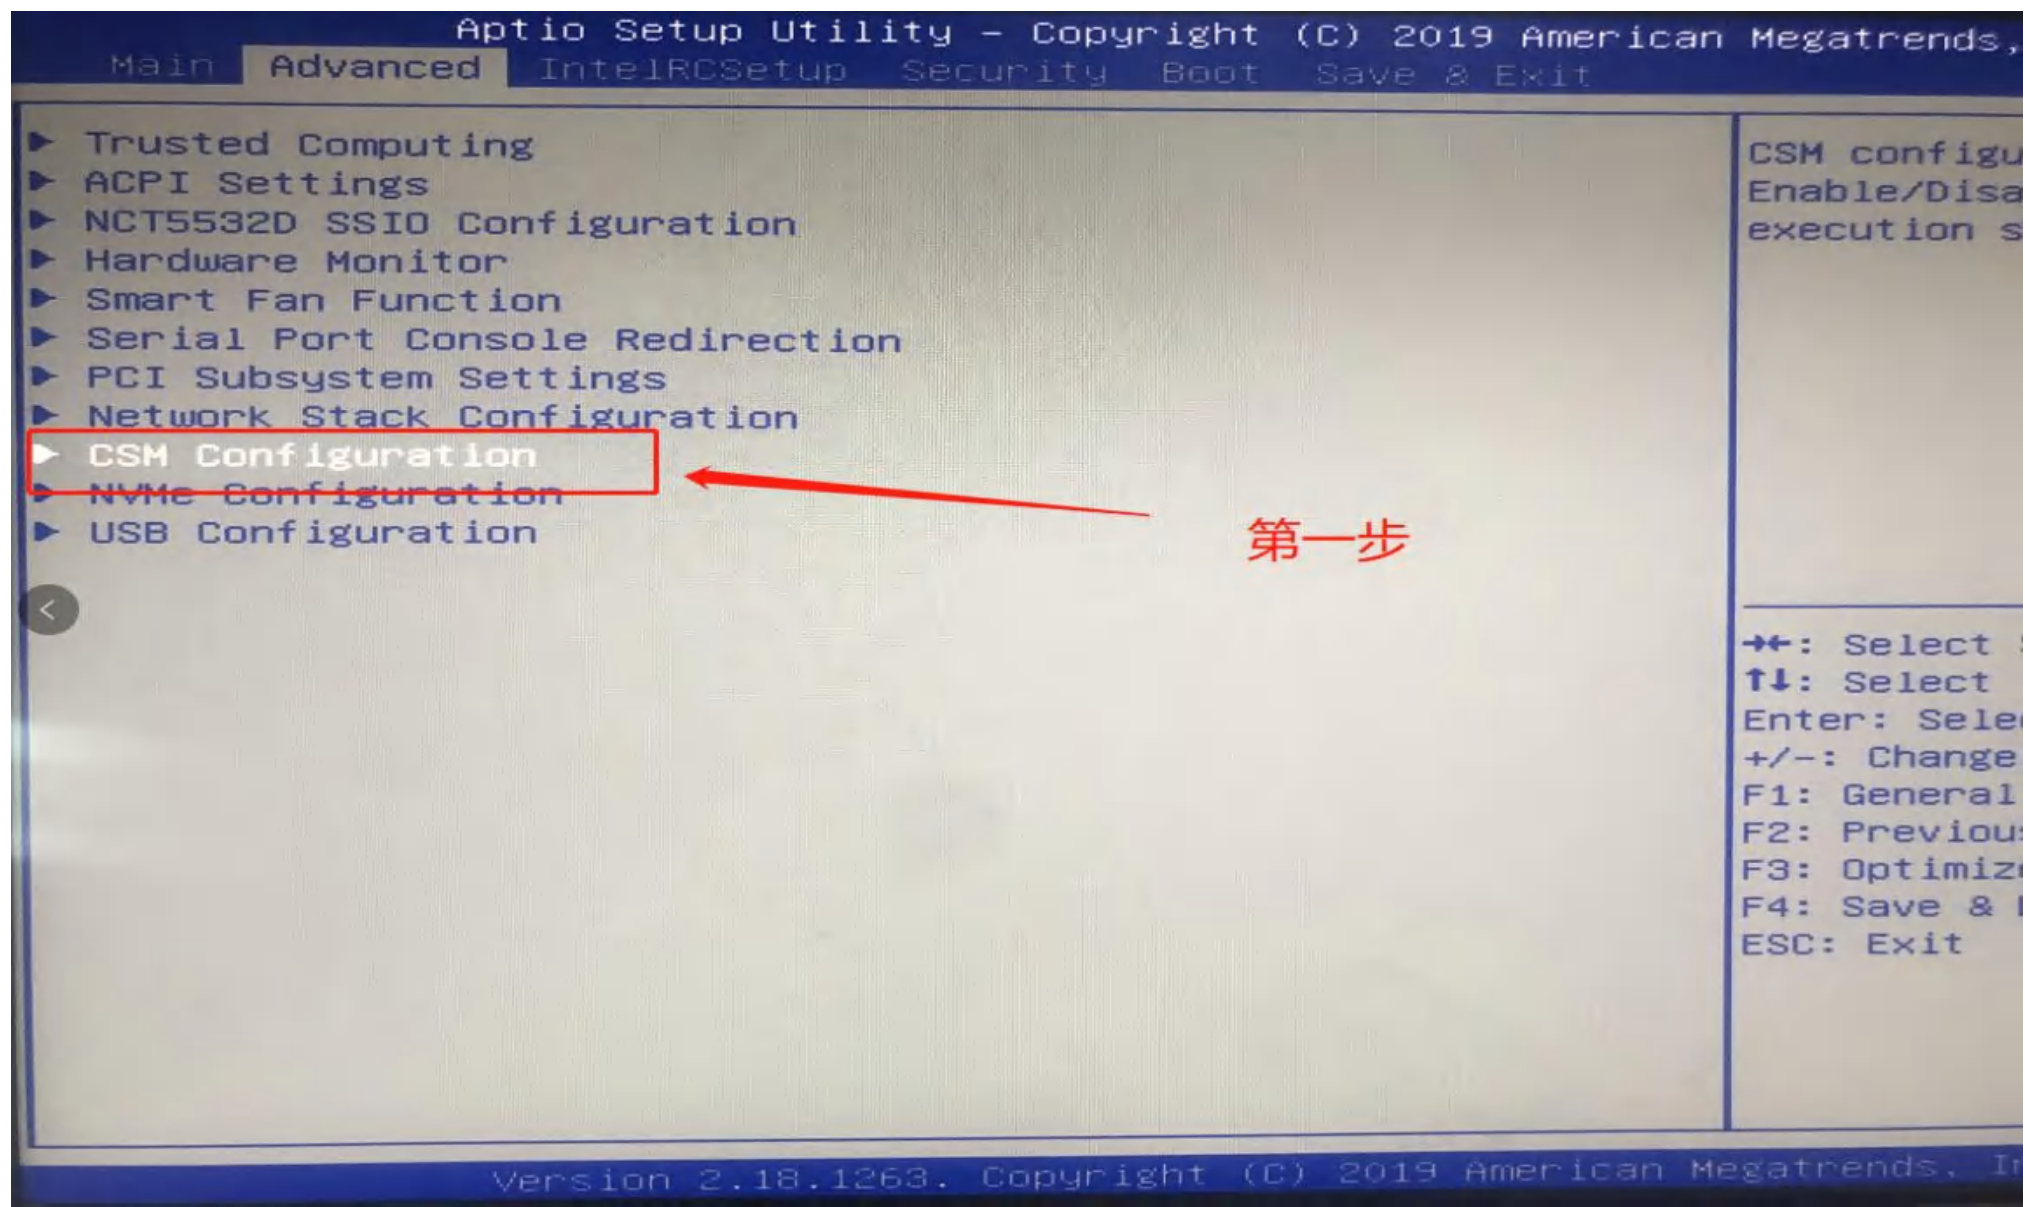 Aptio Setup Utility – Copyright (C) 2019 American Megatrends,
Main Advanced IntelRCSetup Security Boot Save & Exit
Trusted Computing
ACPI Settings
NCT5532D SSIO Configuration
Hardware Monitor
Smart Fan Function
Serial Port Console Redirection
PCI Subsystem Settings
Network Stack Configuration
CSM Configuration
NVMe Configuration
USB Configuration
第一步
CSM configu
Enable/Disa
execution s
→←: Select
↑↓: Select
Enter: Selec
+/-: Change
F1: General
F2: Previous
F3: Optimize
F4: Save &
ESC: Exit
Version 2.18.1263. Copyright (C) 2019 American Megatrends, In